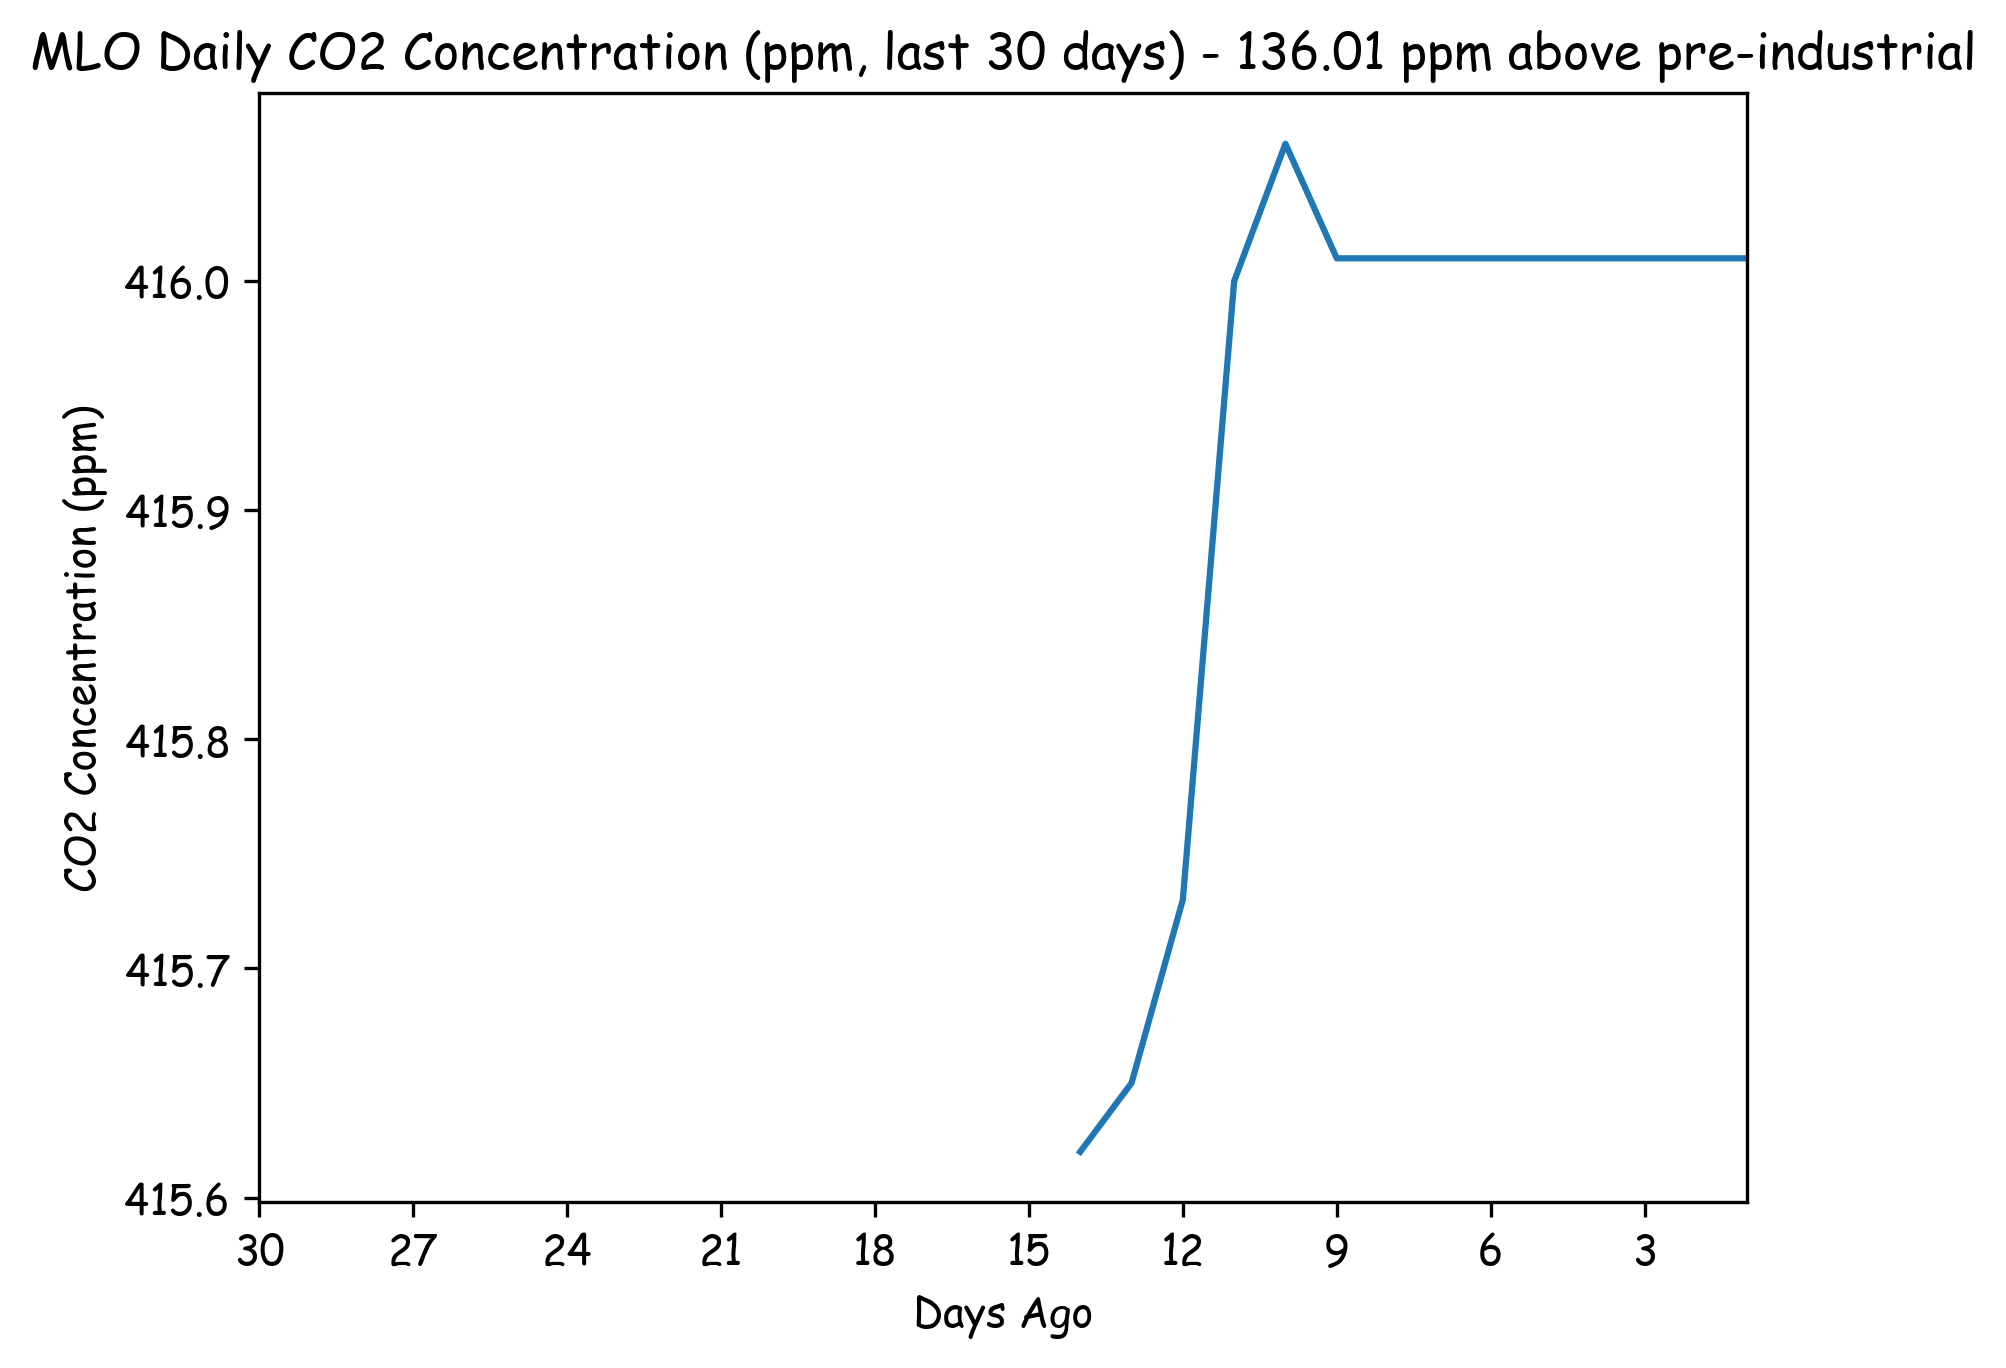 MLO Daily CO2 Concentration (ppm, last 30 days) - 136.01 ppm above pre-industrial
CO2 Concentration (ppm)
416.0
415.9
415.8
415.7
415.6
30 27 24 21 18 15 12 9 6 3
Days Ago